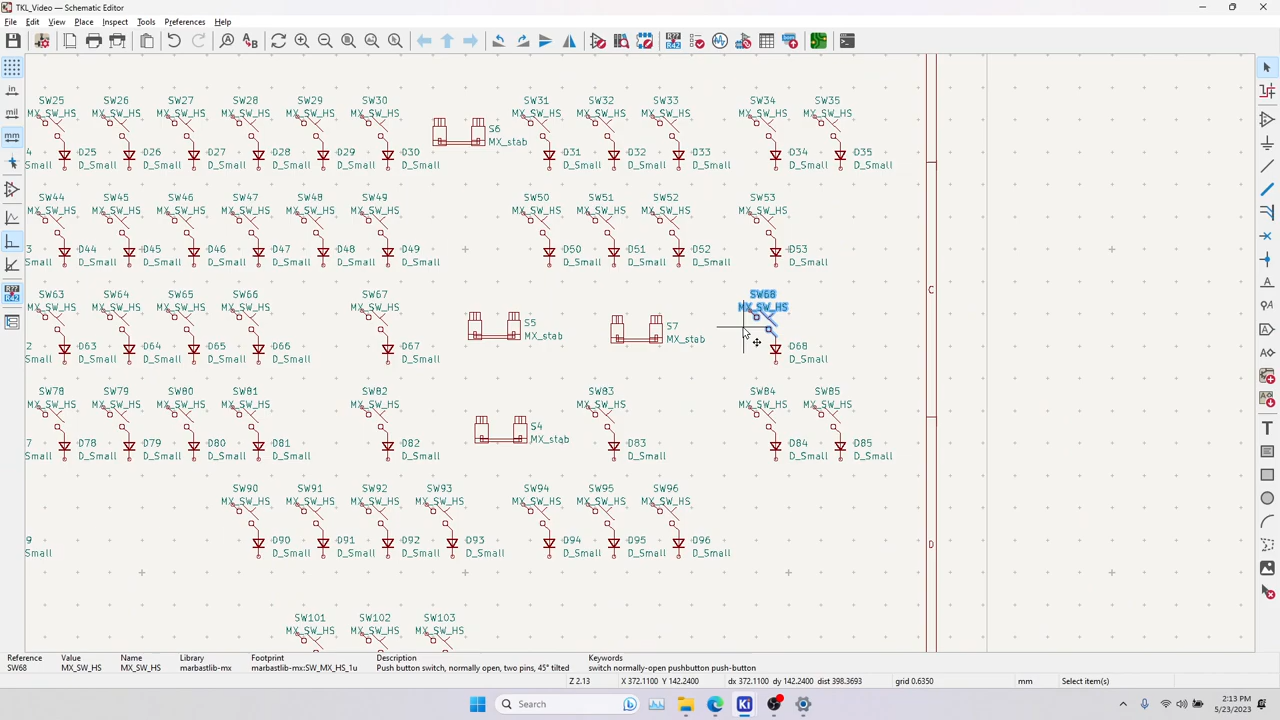 TKL_Video — Schematic Editor
File Edit View Place Inspect Tools Preferences Help
SW25 SW26 SW27 SW28 SW29 SW30 SW31 SW32 SW33 SW34 SW35
MX_SW_HS MX_SW_HS MX_SW_HS MX_SW_HS MX_SW_HS MX_SW_HS MX_SW_HS MX_SW_HS MX_SW_HS MX_SW_HS MX_SW_HS
S6
MX_stab
4 D25 D26 D27 D28 D29 D30 D31 D32 D33 D34 D35
Small D_Small D_Small D_Small D_Small D_Small D_Small D_Small D_Small D_Small D_Small D_Small
SW44 SW45 SW46 SW47 SW48 SW49 SW50 SW51 SW52 SW53
MX_SW_HS MX_SW_HS MX_SW_HS MX_SW_HS MX_SW_HS MX_SW_HS MX_SW_HS MX_SW_HS MX_SW_HS MX_SW_HS
3 D44 D45 D46 D47 D48 D49 D50 D51 D52 D53
Small D_Small D_Small D_Small D_Small D_Small D_Small D_Small D_Small D_Small D_Small
SW63 SW64 SW65 SW66 SW67 SW68
MX_SW_HS MX_SW_HS MX_SW_HS MX_SW_HS MX_SW_HS MX_SW_HS
S5 S7
MX_stab MX_stab
2 D63 D64 D65 D66 D67 D68
Small D_Small D_Small D_Small D_Small D_Small D_Small
SW78 SW79 SW80 SW81 SW82 SW83 SW84 SW85
MX_SW_HS MX_SW_HS MX_SW_HS MX_SW_HS MX_SW_HS MX_SW_HS MX_SW_HS MX_SW_HS
S4
MX_stab
7 D78 D79 D80 D81 D82 D83 D84 D85
Small D_Small D_Small D_Small D_Small D_Small D_Small D_Small D_Small
SW90 SW91 SW92 SW93 SW94 SW95 SW96
MX_SW_HS MX_SW_HS MX_SW_HS MX_SW_HS MX_SW_HS MX_SW_HS MX_SW_HS
9 D90 D91 D92 D93 D94 D95 D96
Small D_Small D_Small D_Small D_Small D_Small D_Small D_Small
SW101 SW102 SW103
MX_SW_HS MX_SW_HS MX_SW_HS
C
D
in
mil
mm
Reference Value Name Library Footprint Description Keywords
SW68 MX_SW_HS MX_SW_HS marbastlib-mx marbastlib-mx:SW_MX_HS_1u Push button switch, normally open, two pins, 45° tilted switch normally-open pushbutton push-button
Z 2.13 X 372.1100 Y 142.2400 dx 372.1100 dy 142.2400 dist 398.3693 grid 0.6350 mm Select item(s)
Search
2:13 PM
5/23/2023